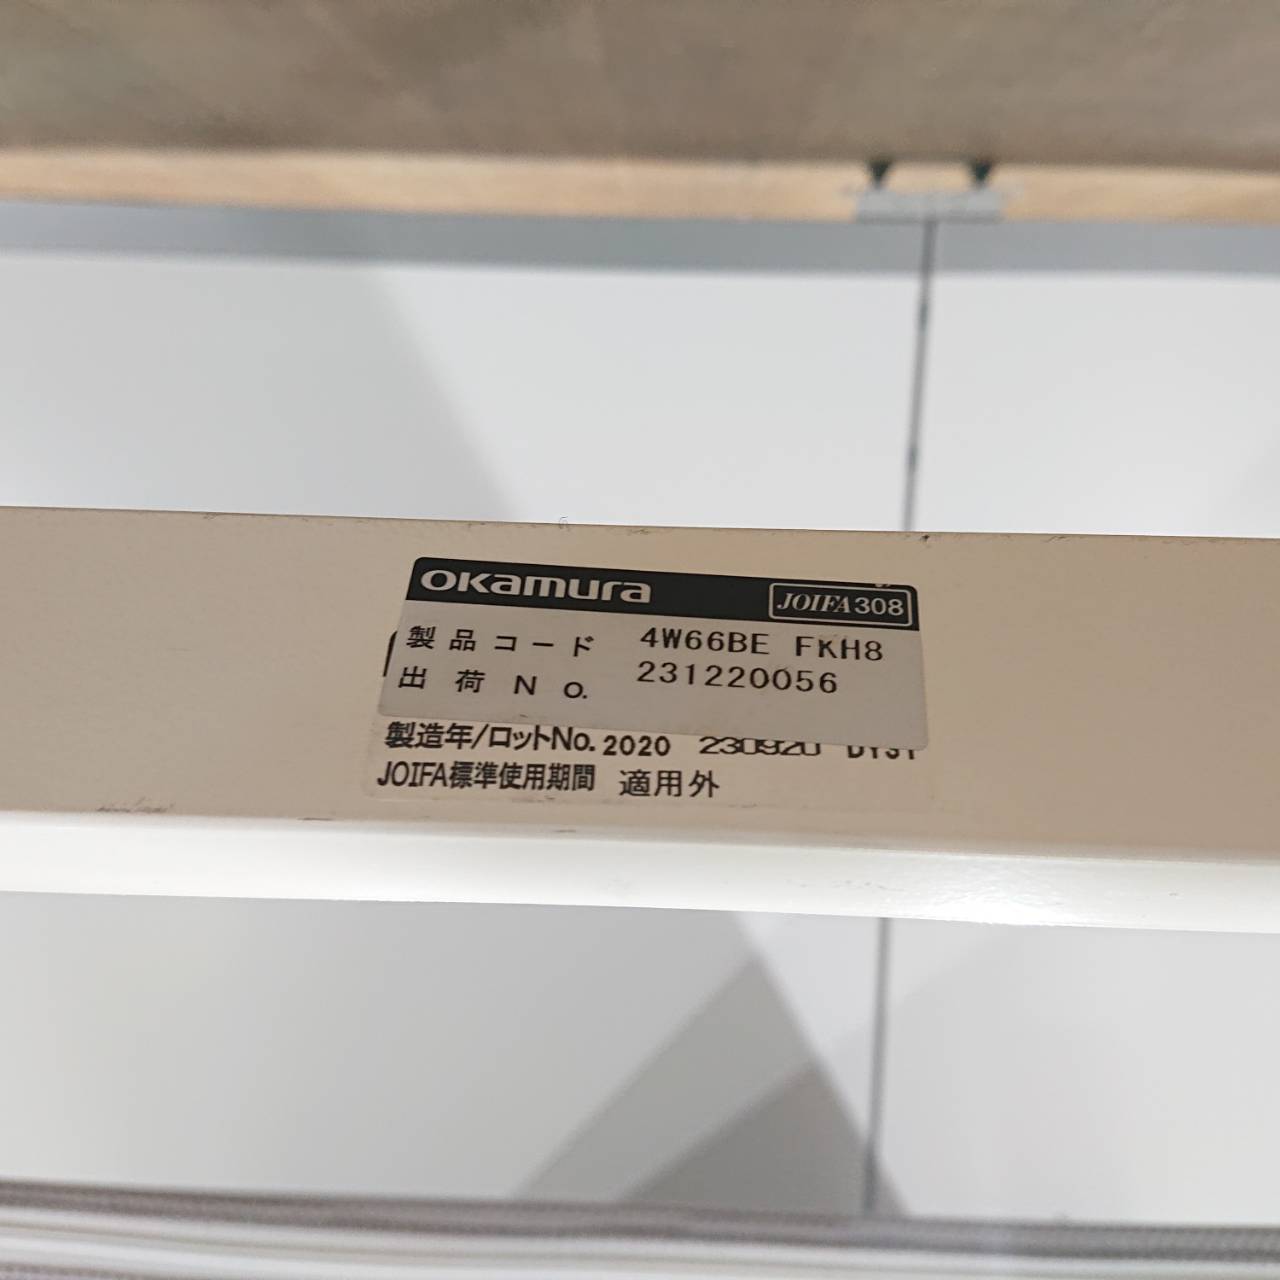 OKamura JOIFA308
製品コード 4W66BE FKH8
出荷NO. 231220056
製造年/ロットNo. 2020 230920
JOIFA標準使用期間 適用外